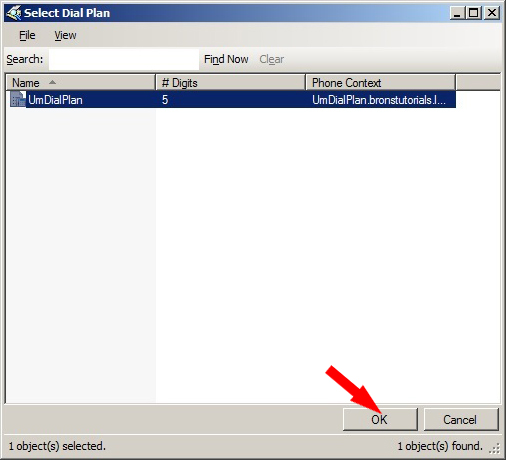 Select Dial Plan
File View
Search: Find Now Clear
Name # Digits Phone Context
UmDialPlan 5 UmDialPlan.bronstutorials.l...
OK Cancel
1 object(s) selected. 1 object(s) found.